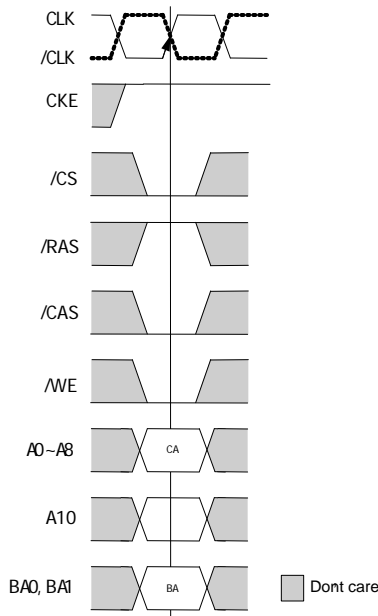 CLK
/CLK
CKE
/CS
/RAS
/CAS
/WE
A0~A8
CA
A10
BA0, BA1
BA
Dont care